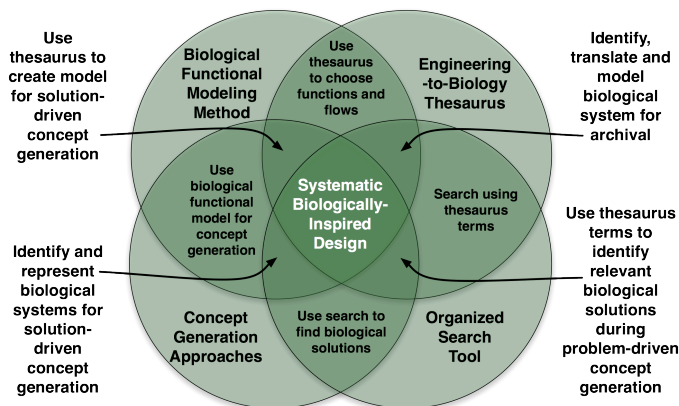 Use
thesaurus to
create model
for solution-
driven
concept
generation
Biological
Functional
Modeling
Method
Use
thesaurus
to choose
functions and
flows
Engineering
-to-Biology
Thesaurus
Identify,
translate and
model
biological
system for
archival
Use
biological
functional
model for
concept
generation
Systematic
Biologically-
Inspired
Design
Search using
thesaurus
terms
Identify and
represent
biological
systems for
solution-
driven
concept
generation
Concept
Generation
Approaches
Use search to
find biological
solutions
Organized
Search
Tool
Use thesaurus
terms to
identify
relevant
biological
solutions
during
problem-driven
concept
generation